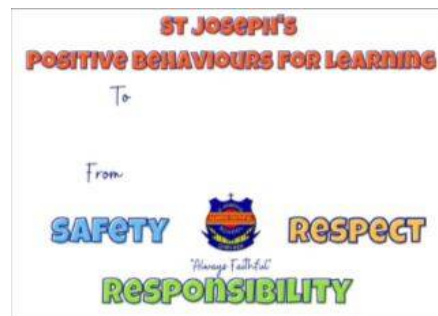 ST JOSEPH'S
POSITIVE BEHAVIOURS FOR LEARNING
To
From
SAFETY
RESPECT
"Always Faithful"
RESPONSIBILITY